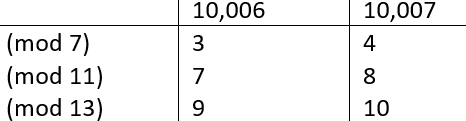 10,006 10,007
(mod 7) 3 4
(mod 11) 7 8
(mod 13) 9 10